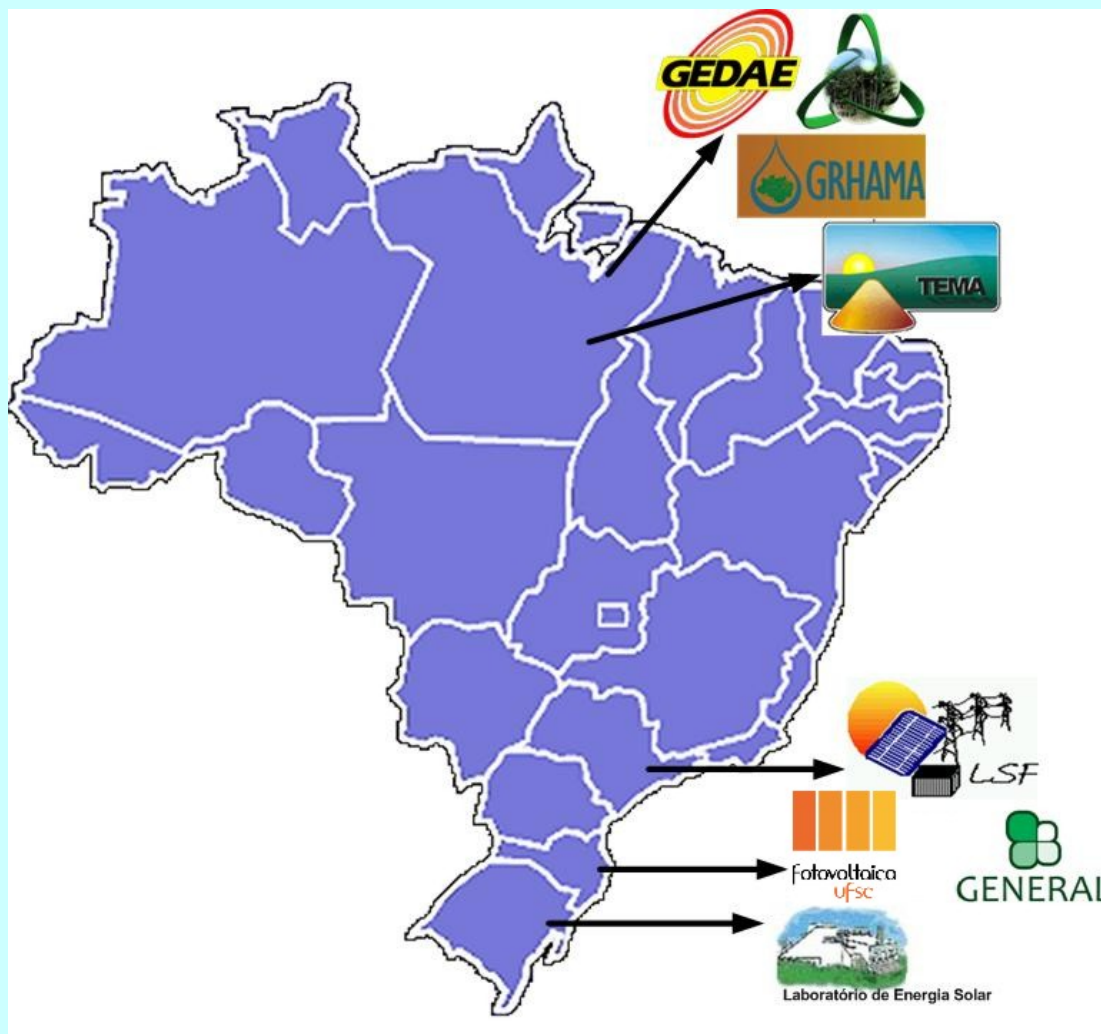 GEDAE
GRHAMA
TEMA
LSF
fotovoltaica
ufsc
GENERAL
Laboratório de Energia Solar